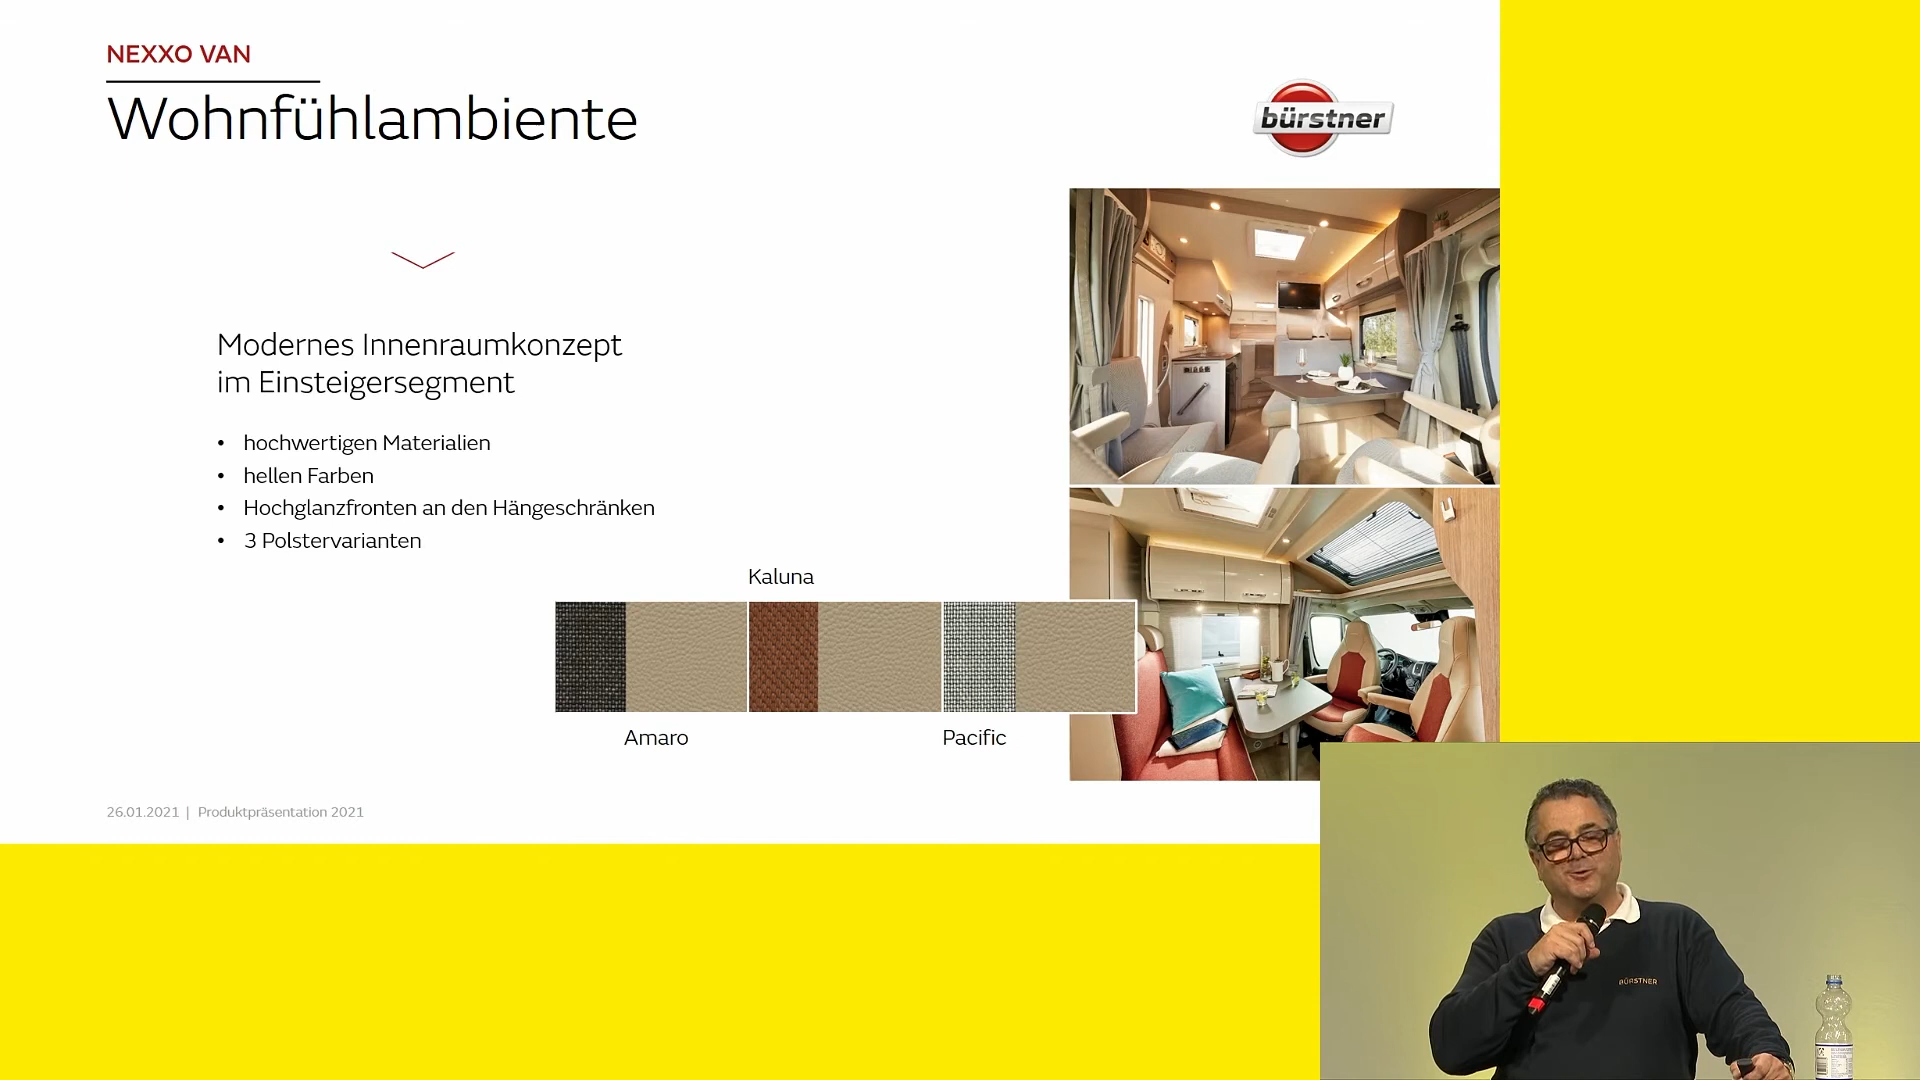 NEXXO VAN
Wohnfühlambiente
bürstner
Modernes Innenraumkonzept
im Einsteigersegment
• hochwertigen Materialien
• hellen Farben
• Hochglanzfronten an den Hängeschränken
• 3 Polstervarianten
Kaluna
Amaro
Pacific
26.01.2021 | Produktpräsentation 2021
BÜRSTNER